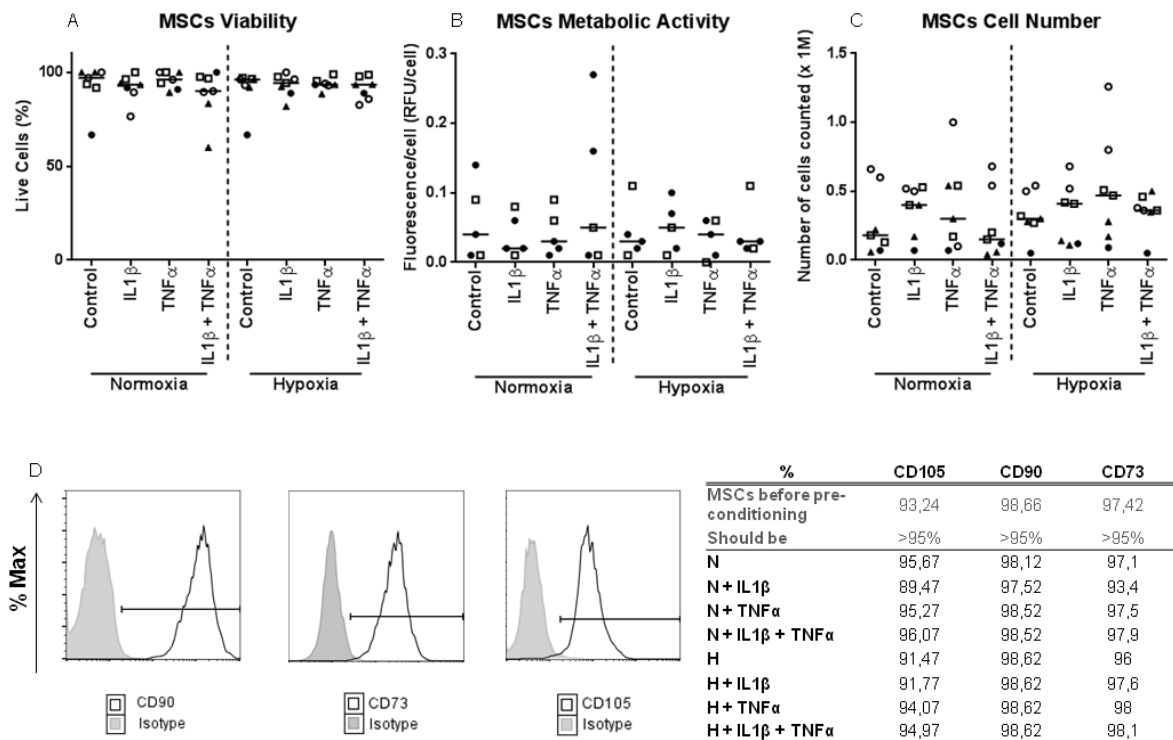 A
MSCs Viability
Live Cells (%)
100
50
0
Control
IL1β
TNFα
IL1β + TNFα
Control
IL1β
TNFα
IL1β + TNFα
Normoxia
Hypoxia
B
MSCs Metabolic Activity
Fluorescence/cell (RFU/cell)
0.3
0.2
0.1
0.0
Control
IL1β
TNFα
IL1β + TNFα
Control
IL1β
TNFα
IL1β + TNFα
Normoxia
Hypoxia
C
MSCs Cell Number
Number of cells counted (x 1M)
1.5
1.0
0.5
0.0
Control
IL1β
TNFα
IL1β + TNFα
Control
IL1β
TNFα
IL1β + TNFα
Normoxia
Hypoxia
D
% Max
CD90
Isotype
CD73
Isotype
CD105
Isotype
% CD105 CD90 CD73
MSCs before pre-
conditioning 93,24 98,66 97,42
Should be >95% >95% >95%
N 95,67 98,12 97,1
N + IL1β 89,47 97,52 93,4
N + TNFα 95,27 98,52 97,5
N + IL1β + TNFα 96,07 98,52 97,9
H 91,47 98,62 96
H + IL1β 91,77 98,62 97,6
H + TNFα 94,07 98,62 98
H + IL1β + TNFα 94,97 98,62 98,1